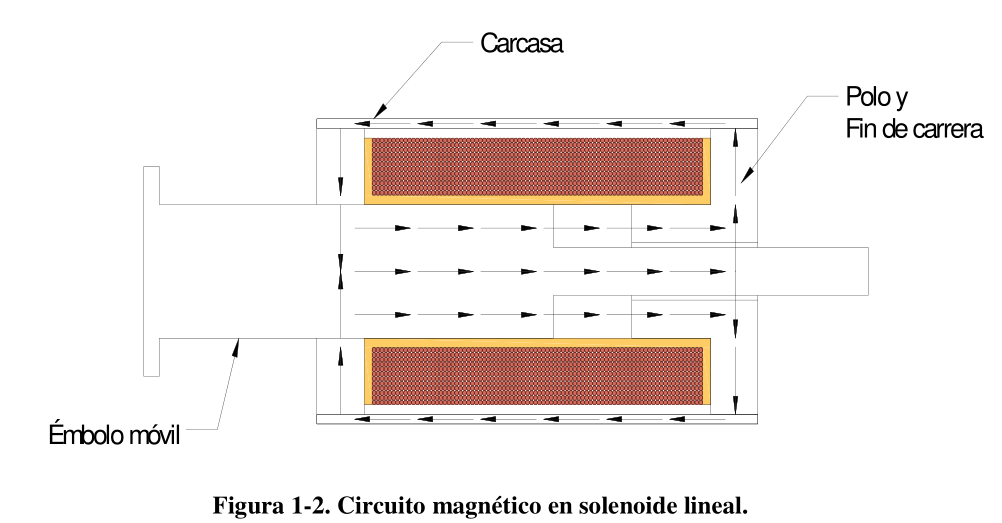 Carcasa
Polo y
Fin de carrera
Émbolo móvil
Figura 1-2. Circuito magnético en solenoide lineal.